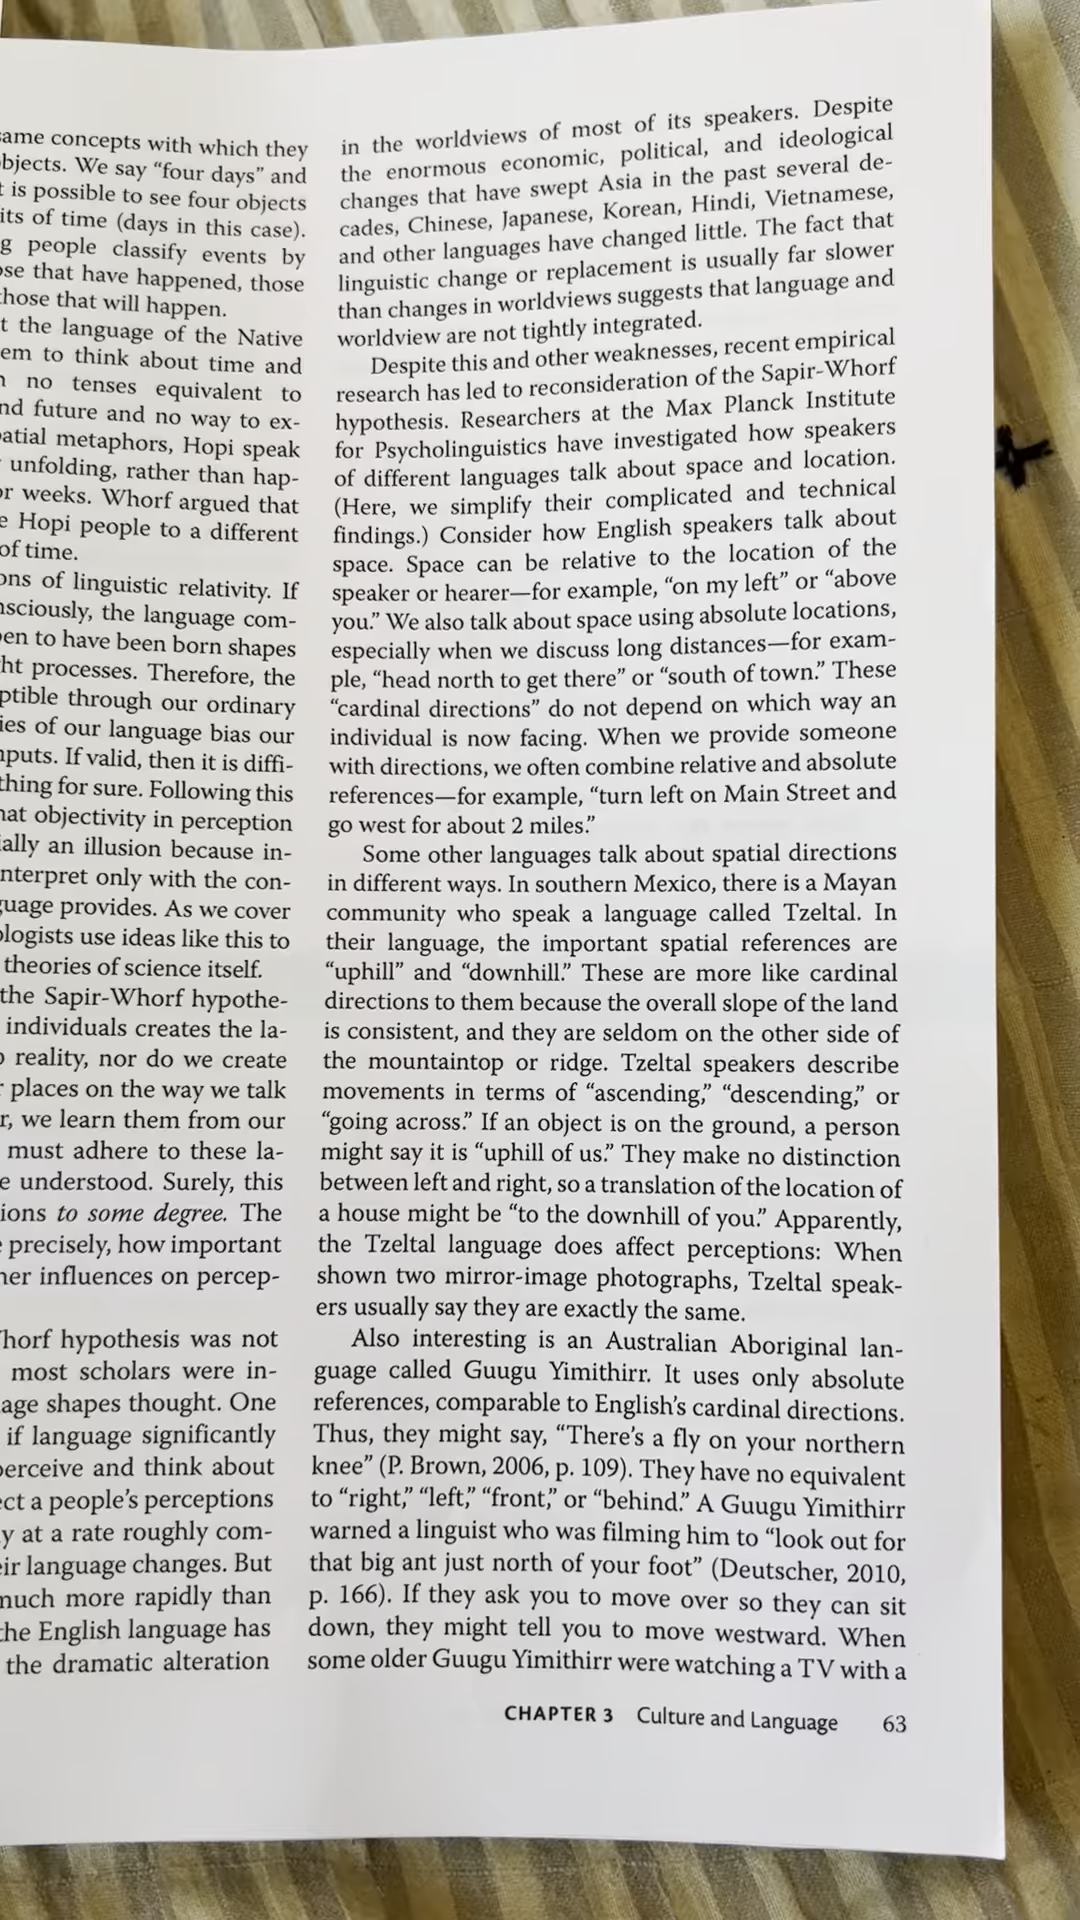 ame concepts with which they
bjects. We say “four days” and
is possible to see four objects
its of time (days in this case).
g people classify events by
ose that have happened, those
those that will happen.
t the language of the Native
em to think about time and
no tenses equivalent to
nd future and no way to ex-
patial metaphors, Hopi speak
unfolding, rather than hap-
or weeks. Whorf argued that
e Hopi people to a different
of time.
ons of linguistic relativity. If
nsciously, the language com-
pen to have been born shapes
ht processes. Therefore, the
ptible through our ordinary
ies of our language bias our
nputs. If valid, then it is diffi-
thing for sure. Following this
hat objectivity in perception
ially an illusion because in-
nterpret only with the con-
guage provides. As we cover
ologists use ideas like this to
theories of science itself.
the Sapir-Whorf hypothe-
individuals creates the la-
o reality, nor do we create
r places on the way we talk
r, we learn them from our
must adhere to these la-
e understood. Surely, this
ions to some degree. The
e precisely, how important
her influences on percep-
Whorf hypothesis was not
most scholars were in-
age shapes thought. One
if language significantly
perceive and think about
ect a people’s perceptions
y at a rate roughly com-
eir language changes. But
much more rapidly than
the English language has
the dramatic alteration
in the worldviews of most of its speakers. Despite
the enormous economic, political, and ideological
changes that have swept Asia in the past several de-
cades, Chinese, Japanese, Korean, Hindi, Vietnamese,
and other languages have changed little. The fact that
linguistic change or replacement is usually far slower
than changes in worldviews suggests that language and
worldview are not tightly integrated.
Despite this and other weaknesses, recent empirical
research has led to reconsideration of the Sapir-Whorf
hypothesis. Researchers at the Max Planck Institute
for Psycholinguistics have investigated how speakers
of different languages talk about space and location.
(Here, we simplify their complicated and technical
findings.) Consider how English speakers talk about
space. Space can be relative to the location of the
speaker or hearer—for example, “on my left” or “above
you.” We also talk about space using absolute locations,
especially when we discuss long distances—for exam-
ple, “head north to get there” or “south of town.” These
“cardinal directions” do not depend on which way an
individual is now facing. When we provide someone
with directions, we often combine relative and absolute
references—for example, “turn left on Main Street and
go west for about 2 miles.”
Some other languages talk about spatial directions
in different ways. In southern Mexico, there is a Mayan
community who speak a language called Tzeltal. In
their language, the important spatial references are
“uphill” and “downhill.” These are more like cardinal
directions to them because the overall slope of the land
is consistent, and they are seldom on the other side of
the mountaintop or ridge. Tzeltal speakers describe
movements in terms of “ascending,” “descending,” or
“going across.” If an object is on the ground, a person
might say it is “uphill of us.” They make no distinction
between left and right, so a translation of the location of
a house might be “to the downhill of you.” Apparently,
the Tzeltal language does affect perceptions: When
shown two mirror-image photographs, Tzeltal speak-
ers usually say they are exactly the same.
Also interesting is an Australian Aboriginal lan-
guage called Guugu Yimithirr. It uses only absolute
references, comparable to English’s cardinal directions.
Thus, they might say, “There’s a fly on your northern
knee” (P. Brown, 2006, p. 109). They have no equivalent
to “right,” “left,” “front,” or “behind.” A Guugu Yimithirr
warned a linguist who was filming him to “look out for
that big ant just north of your foot” (Deutscher, 2010,
p. 166). If they ask you to move over so they can sit
down, they might tell you to move westward. When
some older Guugu Yimithirr were watching a TV with a
CHAPTER 3 Culture and Language 63